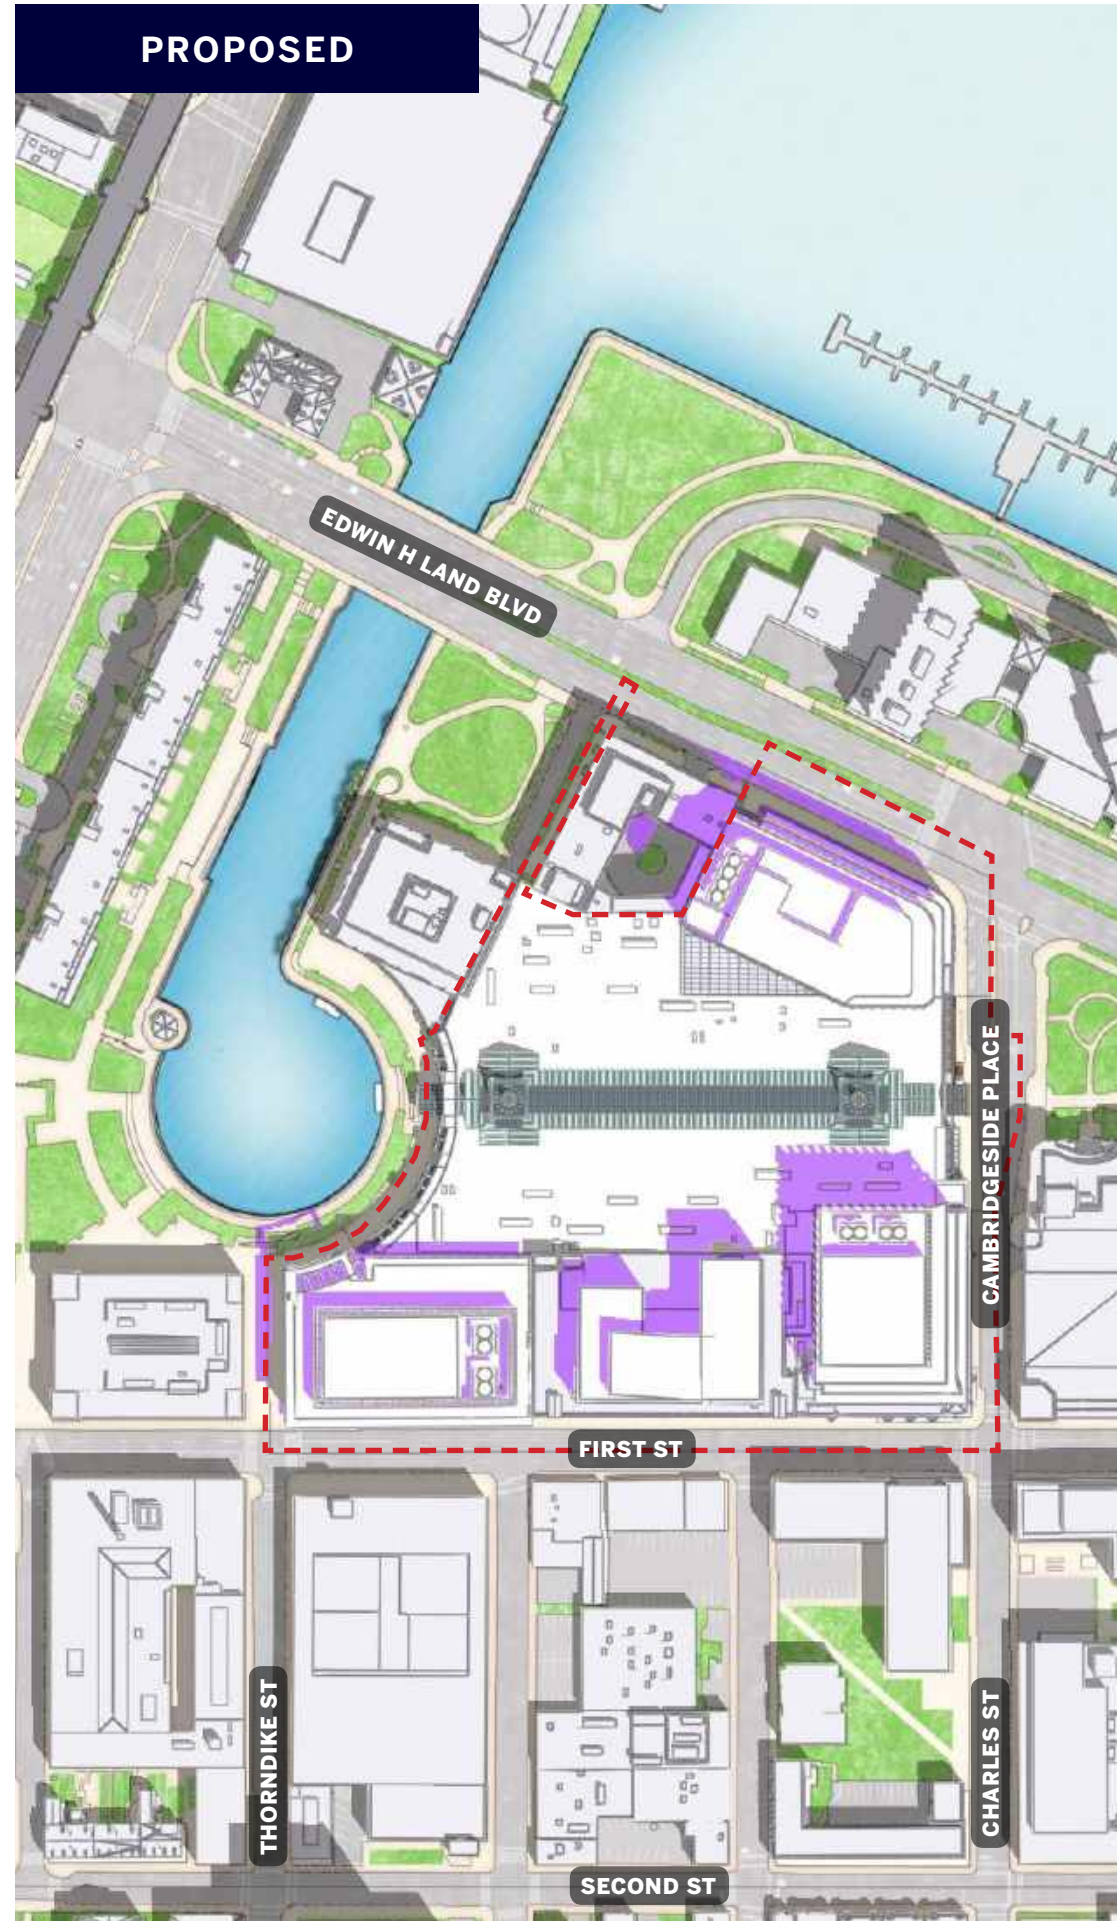 PROPOSED
EDWIN H LAND BLVD
CAMBRIDGESIDE PLACE
FIRST ST
THORNDIKE ST
CHARLES ST
SECOND ST